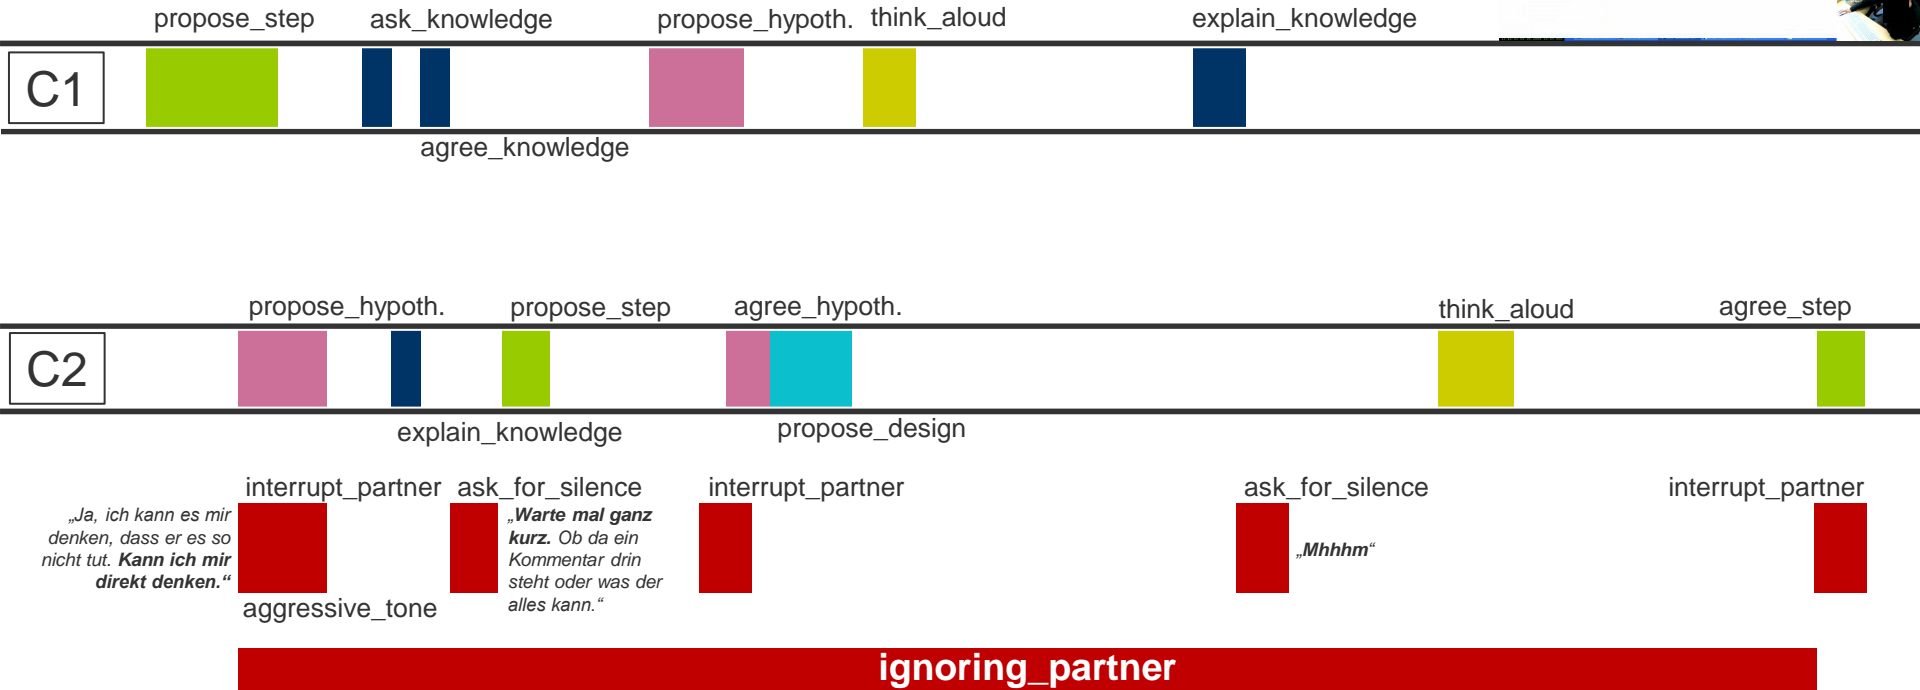 propose_step ask_knowledge propose_hypoth. think_aloud explain_knowledge
C1
agree_knowledge
propose_hypoth. propose_step agree_hypoth. think_aloud agree_step
C2
explain_knowledge propose_design
interrupt_partner ask_for_silence interrupt_partner ask_for_silence interrupt_partner
„Ja, ich kann es mir
denken, dass er es so
nicht tut. Kann ich mir
direkt denken.“
„Warte mal ganz
kurz. Ob da ein
Kommentar drin
steht oder was der
alles kann.“
„Mhhhm“
aggressive_tone
ignoring_partner